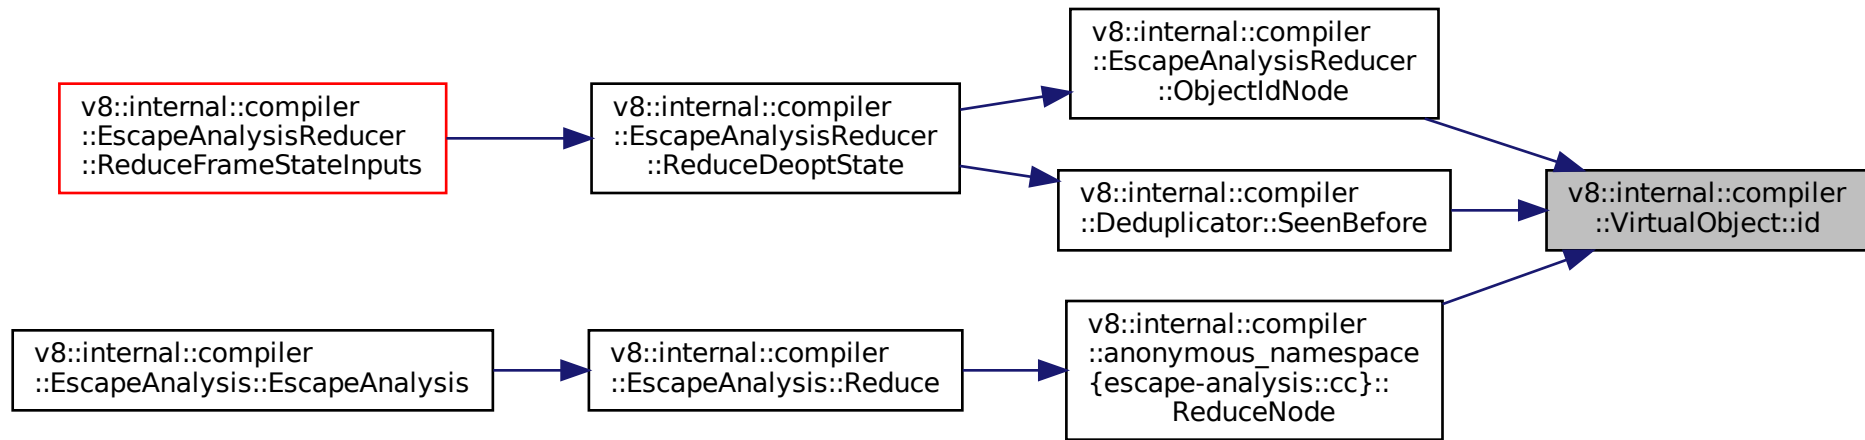 v8::internal::compiler
::EscapeAnalysisReducer
::ReduceFrameStateInputs
v8::internal::compiler
::EscapeAnalysisReducer
::ReduceDeoptState
v8::internal::compiler
::EscapeAnalysisReducer
::ObjectIdNode
v8::internal::compiler
::Deduplicator::SeenBefore
v8::internal::compiler
::VirtualObject::id
v8::internal::compiler
::EscapeAnalysis::EscapeAnalysis
v8::internal::compiler
::EscapeAnalysis::Reduce
v8::internal::compiler
::anonymous_namespace
{escape-analysis::cc}::
ReduceNode